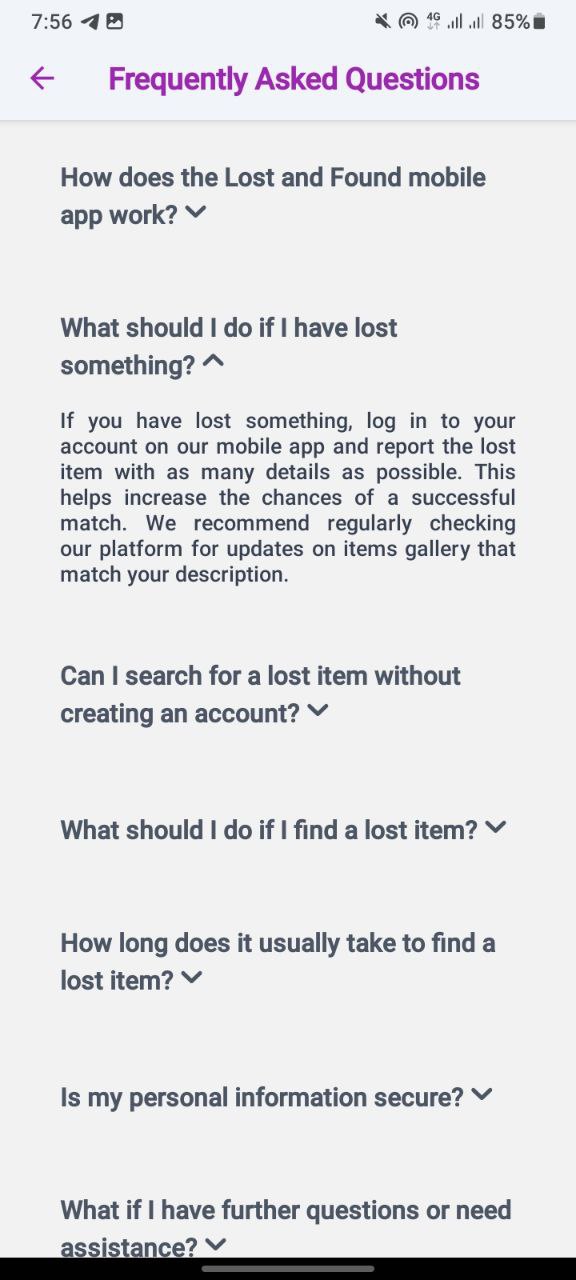 7:56
4G
85%
Frequently Asked Questions
How does the Lost and Found mobile
app work?
What should I do if I have lost
something?
If you have lost something, log in to your
account on our mobile app and report the lost
item with as many details as possible. This
helps increase the chances of a successful
match. We recommend regularly checking
our platform for updates on items gallery that
match your description.
Can I search for a lost item without
creating an account?
What should I do if I find a lost item?
How long does it usually take to find a
lost item?
Is my personal information secure?
What if I have further questions or need
assistance?